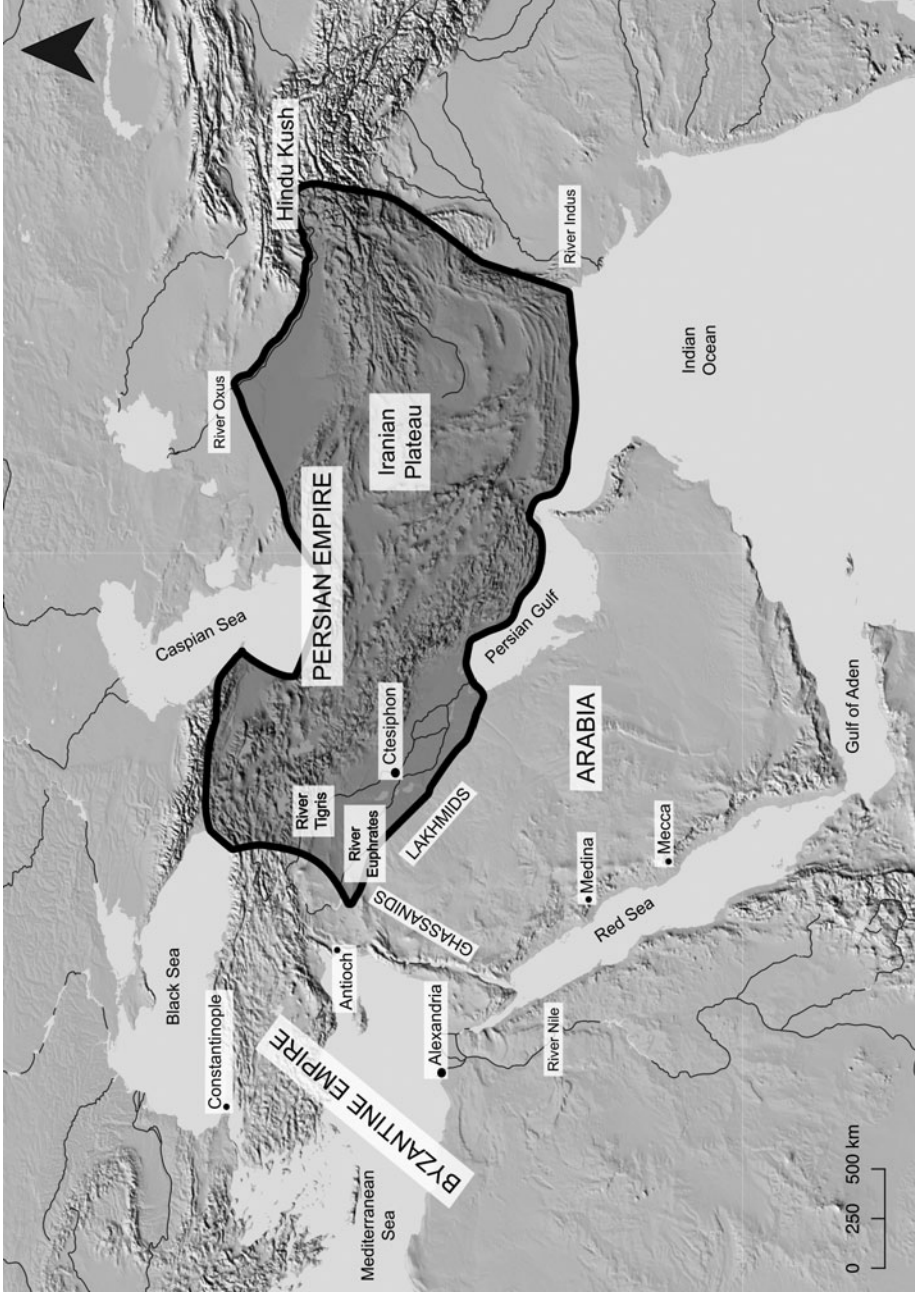 Hindu Kush
River Oxus
River Indus
Iranian
Plateau
Indian
Ocean
PERSIAN EMPIRE
Caspian Sea
Persian Gulf
Ctesiphon
River
Tigris
River
Euphrates
LAKHMIDS
ARABIA
Gulf of Aden
GHASSANIDS
Medina
Mecca
Red Sea
Black Sea
Antioch
Constantinople
Alexandria
River Nile
BYZANTINE EMPIRE
Mediterranean
Sea
0 250 500 km